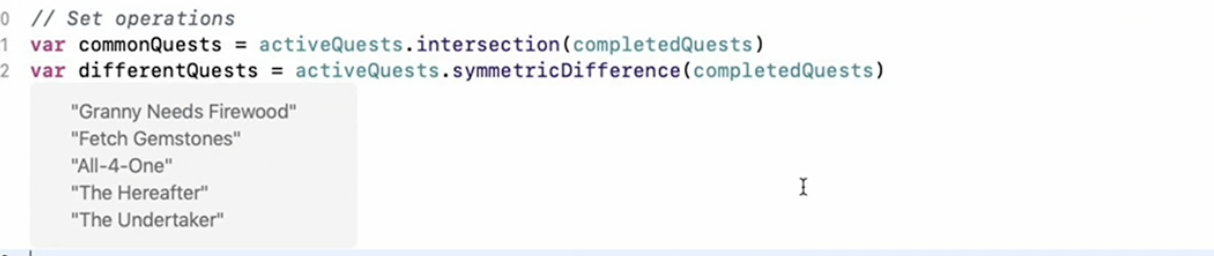 0 // Set operations
1 var commonQuests = activeQuests.intersection(completedQuests)
2 var differentQuests = activeQuests.symmetricDifference(completedQuests)
"Granny Needs Firewood"
"Fetch Gemstones"
"All-4-One"
"The Hereafter"
"The Undertaker"